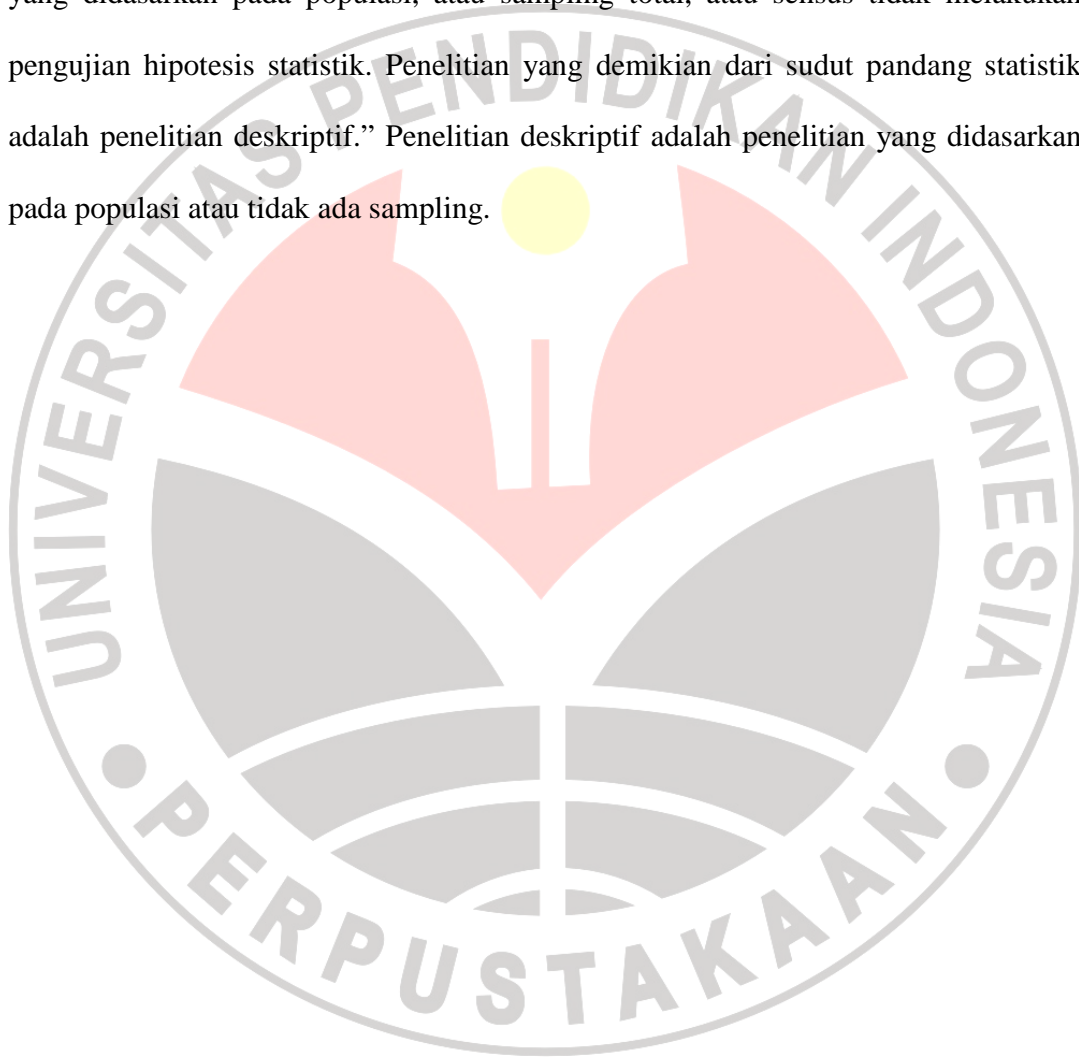 yang didasarkan pada populasi, atau sampling total, atau sensus tidak melakukan
pengujian hipotesis statistik. Penelitian yang demikian dari sudut pandang statistik
adalah penelitian deskriptif.” Penelitian deskriptif adalah penelitian yang didasarkan
pada populasi atau tidak ada sampling.
UNIVERSITAS PENDIDIKAN INDONESIA
PERPUSTAKAAN